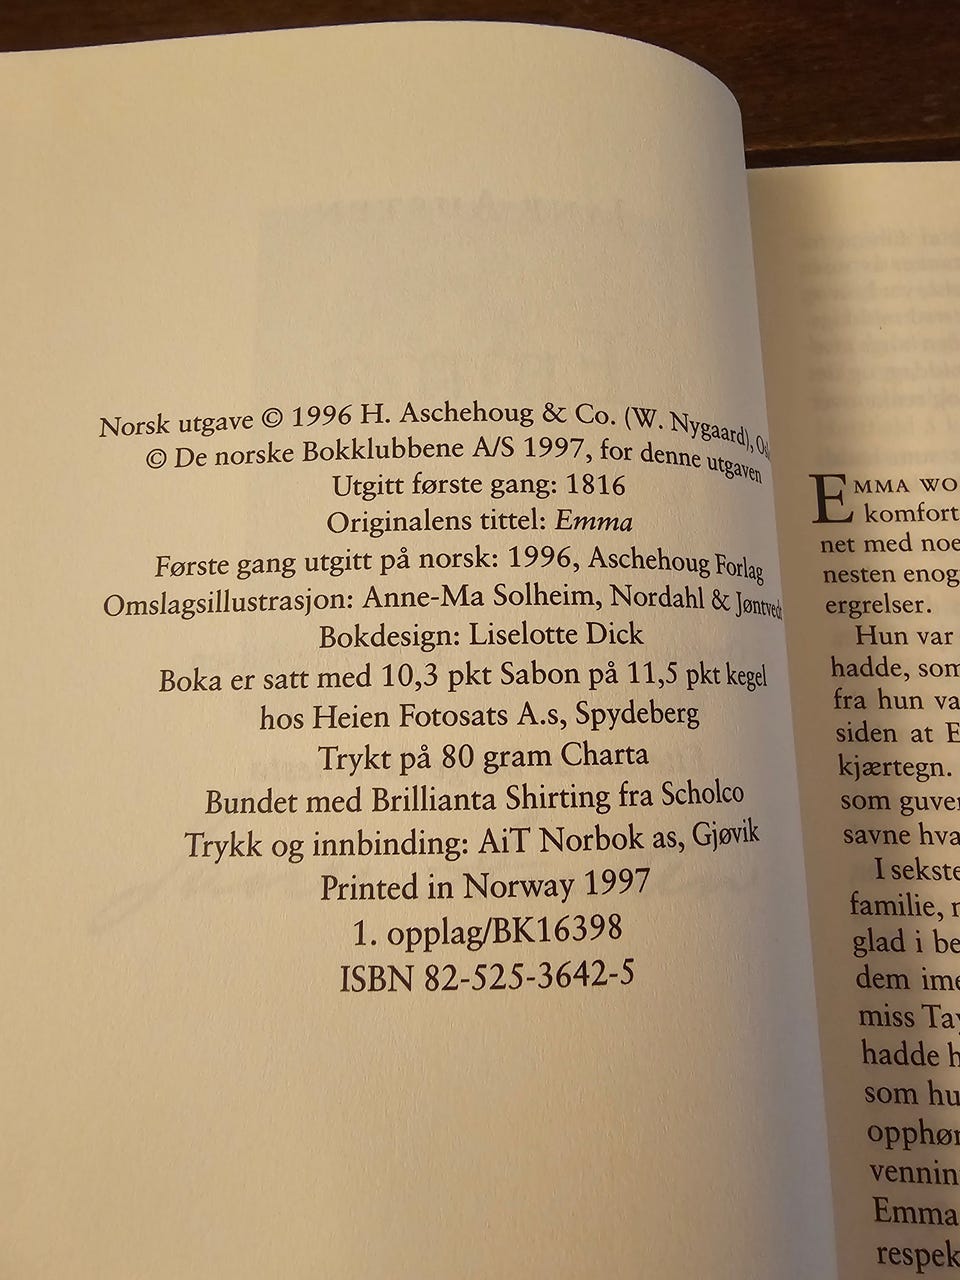 Norsk utgave © 1996 H. Aschehoug & Co. (W. Nygaard),
© De norske Bokklubbene A/S 1997, for denne utgaven
Utgitt første gang: 1816
Originalens tittel: Emma
Første gang utgitt på norsk: 1996, Aschehoug Forlag
Omslagsillustrasjon: Anne-Ma Solheim, Nordahl &
Bokdesign: Liselotte Dick
Boka er satt med 10,3 pkt Sabon på 11,5 pkt kegel
hos Heien Fotosats A.s, Spydeberg
Trykt på 80 gram Charta
Bundet med Brillianta Shirting fra Scholco
Trykk og innbinding: AiT Norbok as, Gjøvik
Printed in Norway 1997
1. opplag/BK16398
ISBN 82-525-3642-5
EMMA WO
komfort
net med noe
nesten enog
ergrelser.
Hun var
hadde, som
fra hun va
siden at E
kjærtegn.
som guver
savne hva
I sekste
familie, n
glad i be
dem ime
miss Tay
hadde h
som hu
opphør
vennin
Emma
respek